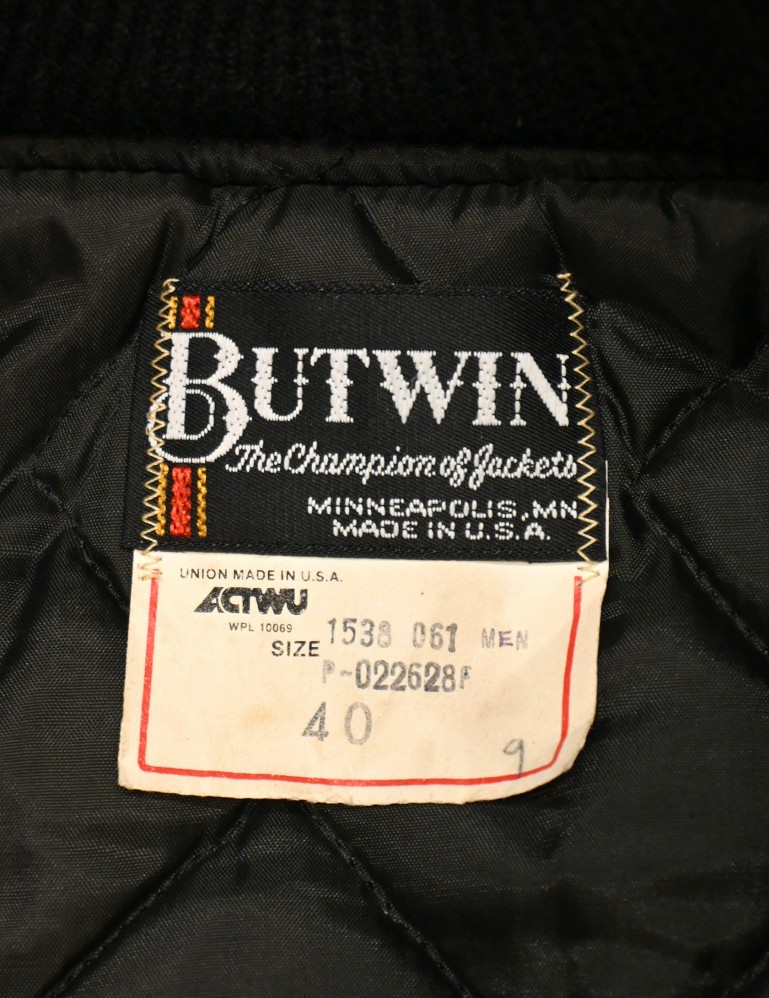 BUTWIN
The Champion of Jackets
MINNEAPOLIS, MN
MADE IN U.S.A.
UNION MADE IN U.S.A.
ACTWU
WPL 10069
SIZE 1538 061 MEN
P-022628F
40
9